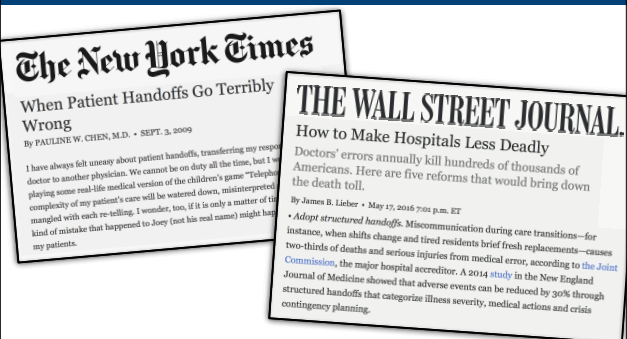 The New York Times
When Patient Handoffs Go Terribly
Wrong
By PAULINE W. CHEN, M.D. • SEPT. 3, 2009
I have always felt uneasy about patient handoffs, transferring my
doctor to another physician. We cannot be on duty all the time, but I
playing some real-life medical version of the children's game
complexity of my patient's care will be watered down, misinterpreted
mangled with each re-telling. I wonder, too, if it is only a matter of
kind of mistake that happened to Joey (not his real name) might
my patients.
THE WALL STREET JOURNAL.
How to Make Hospitals Less Deadly
Doctors' errors annually kill hundreds of thousands of
Americans. Here are five reforms that would bring down
the death toll.
By James B. Lieber • May 17, 2016 7:01 p.m. ET
• Adopt structured handoffs. Miscommunication during care transitions—for
instance, when shifts change and tired residents brief fresh replacements—causes
two-thirds of deaths and serious injuries from medical error, according to the Joint
Commission, the major hospital accreditor. A 2014 study in the New England
Journal of Medicine showed that adverse events can be reduced by 30% through
structured handoffs that categorize illness severity, medical actions and crisis
contingency planning.